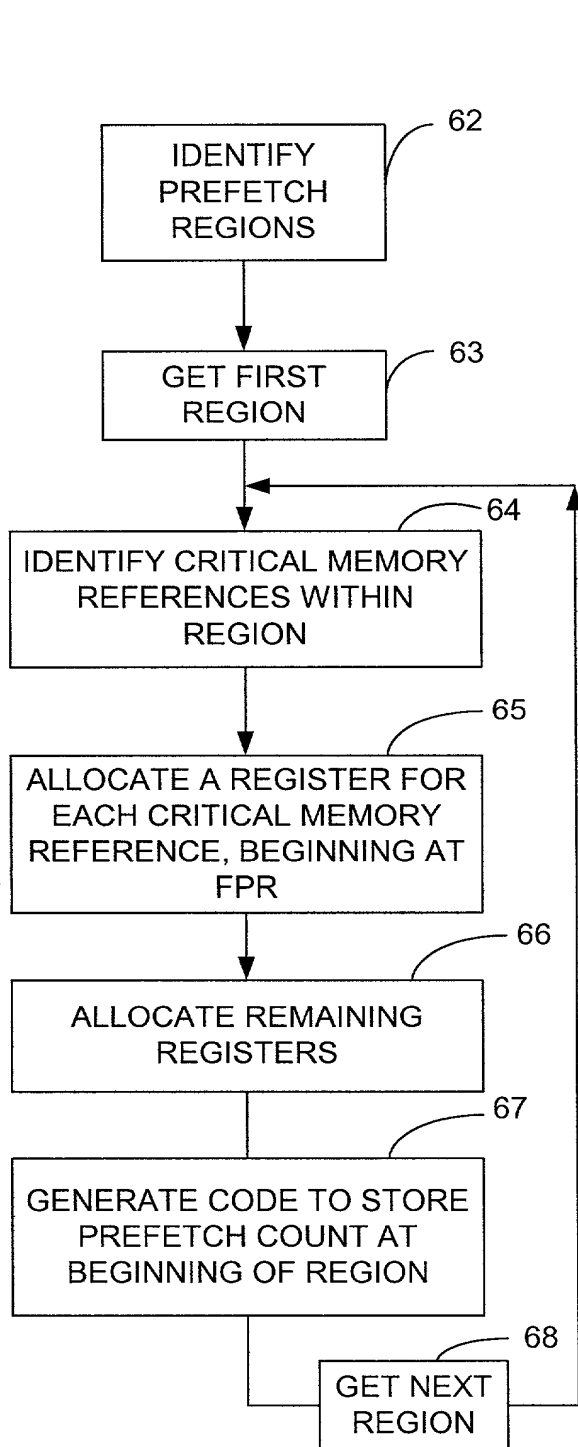 62
IDENTIFY
PREFETCH
REGIONS
63
GET FIRST
REGION
64
IDENTIFY CRITICAL MEMORY
REFERENCES WITHIN
REGION
65
ALLOCATE A REGISTER FOR
EACH CRITICAL MEMORY
REFERENCE, BEGINNING AT
FPR
66
ALLOCATE REMAINING
REGISTERS
67
GENERATE CODE TO STORE
PREFETCH COUNT AT
BEGINNING OF REGION
68
GET NEXT
REGION